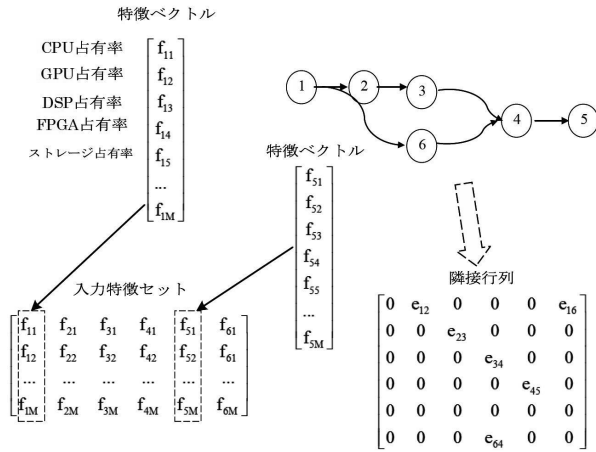 特徴ベクトル
CPU占有率
GPU占有率
DSP占有率
FPGA占有率
ストレージ占有率
f11
f12
f13
f14
f15
...
f1M
1 2 3 4 5 6
特徴ベクトル
f51
f52
f53
f54
f55
...
f5M
入力特徴セット
f11 f21 f31 f41 f51 f61
f12 f22 f32 f42 f52 f61
... ... ... ... ... ...
f1M f2M f3M f4M f5M f6M
隣接行列
0 e12 0 0 0 e16
0 0 e23 0 0 0
0 0 0 e34 0 0
0 0 0 0 e45 0
0 0 0 0 0 0
0 0 0 e64 0 0